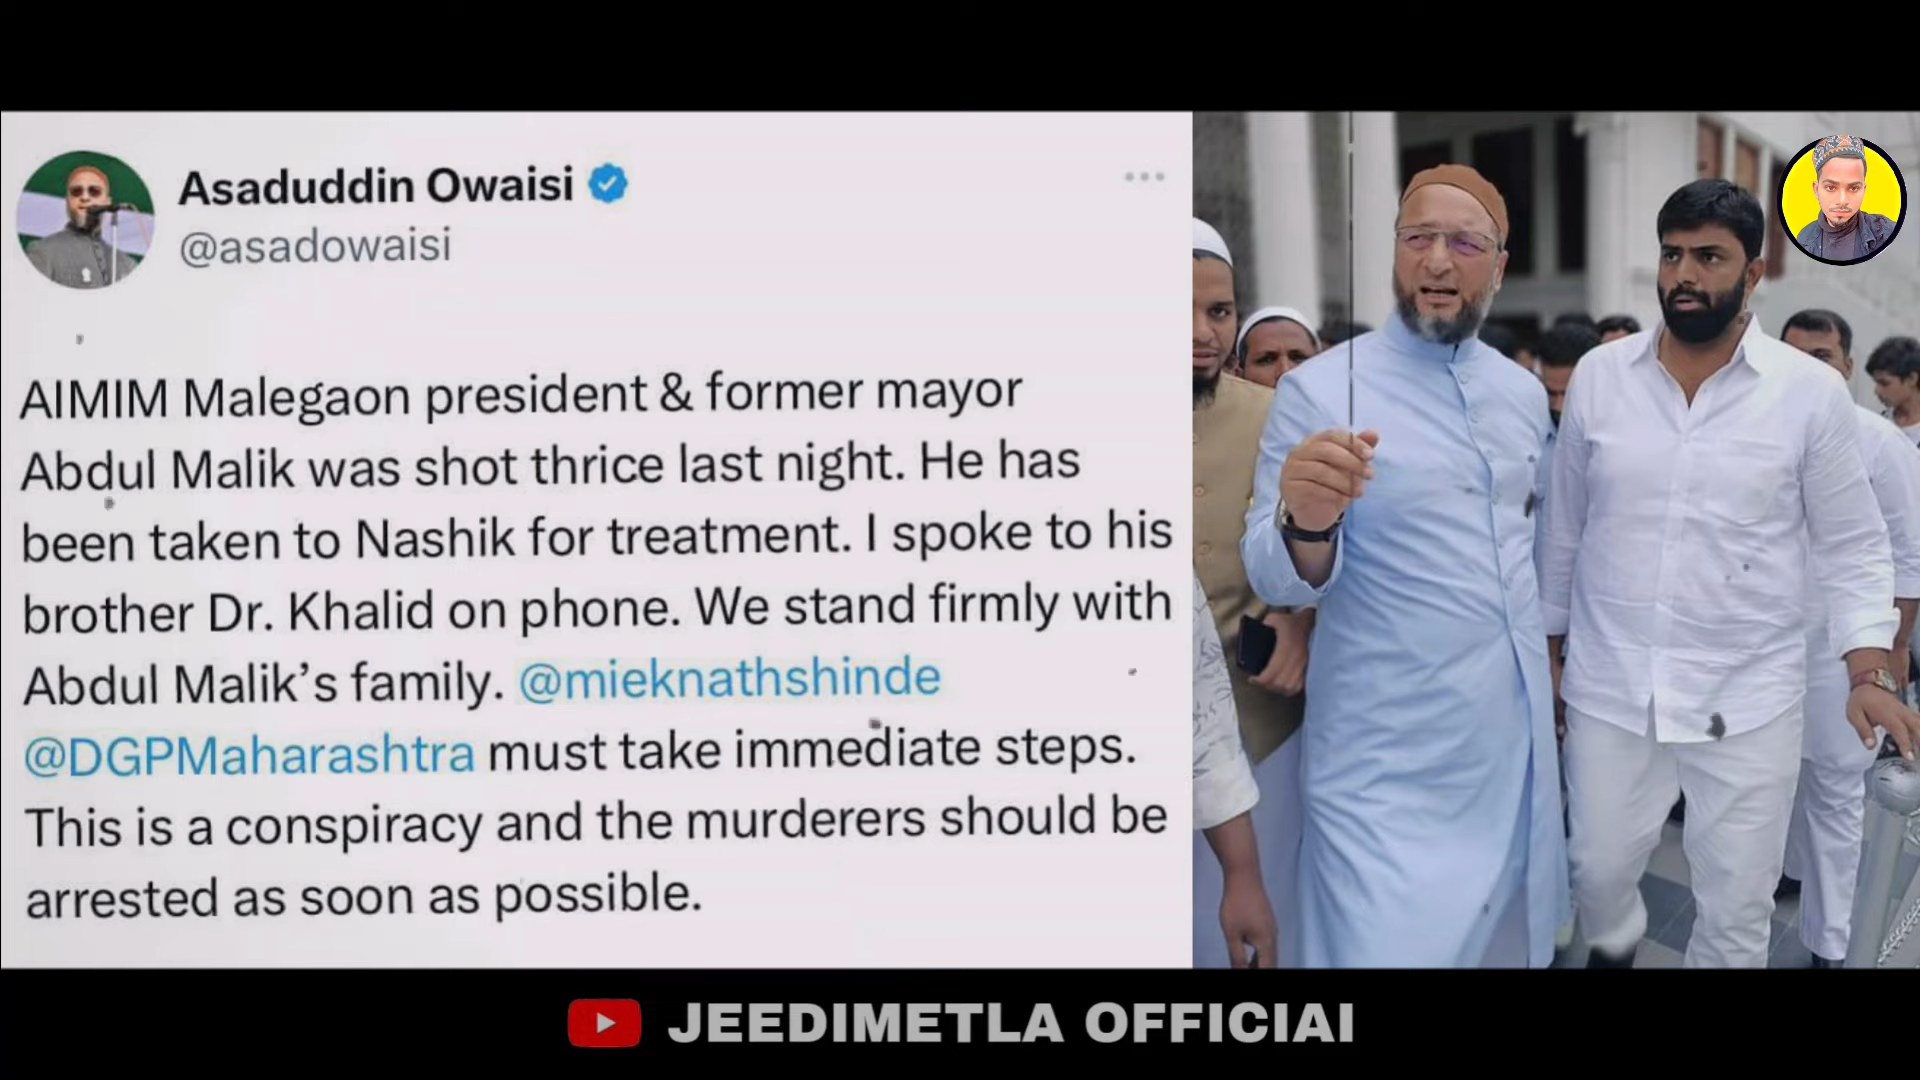 Asaduddin Owaisi
@asadowaisi
AIMIM Malegaon president & former mayor
Abdul Malik was shot thrice last night. He has
been taken to Nashik for treatment. I spoke to his
brother Dr. Khalid on phone. We stand firmly with
Abdul Malik’s family. @mieknathshinde
@DGPMaharashtra must take immediate steps.
This is a conspiracy and the murderers should be
arrested as soon as possible.
JEEDIMETLA OFFICIAI